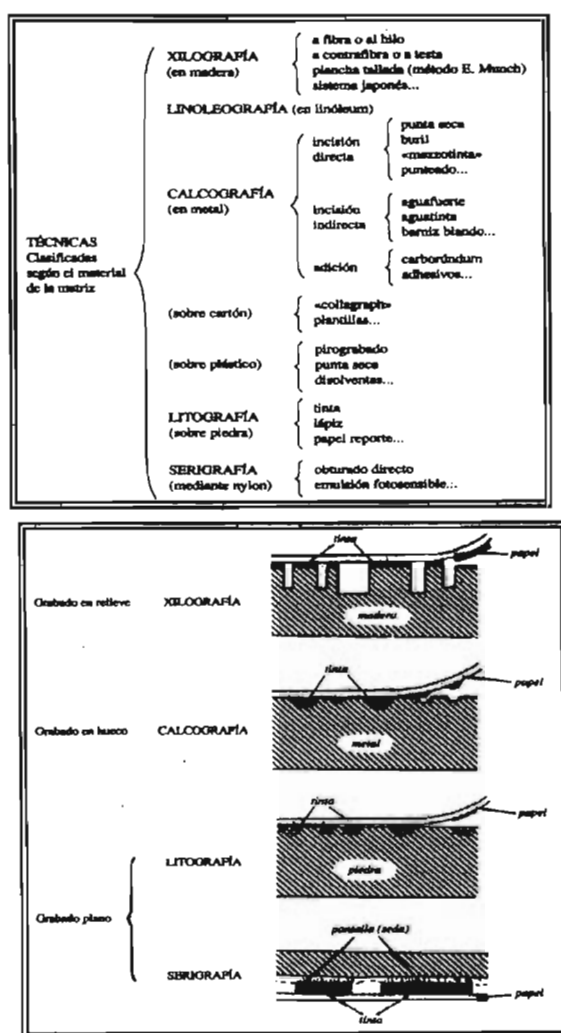 XILOGRAFÍA
(en madera)
a fibra o al hilo
a contrafibra o a testa
plancha tallada (método E. Munch)
sistema japonés...
LINOLEOGRAFÍA (en linóleum)
CALCOGRAFÍA
(en metal)
incisión
directa
punta seca
buril
«mezzotinta»
punteado...
incisión
indirecta
aguafuerte
aguatinta
barniz blando...
adición
carborúndum
adhesivos...
TÉCNICAS
Clasificadas
según el material
de la matriz
(sobre cartón)
«collagraph»
plantillas...
(sobre plástico)
pirograbado
punta seca
disolventes...
LITOGRAFÍA
(sobre piedra)
tinta
lápiz
papel reporte...
SERIGRAFÍA
(mediante nylon)
obturado directo
emulsión fotosensible...
Grabado en relieve
XILOGRAFÍA
tinta
papel
madera
Grabado en hueco
CALCOGRAFÍA
tinta
papel
metal
Grabado plano
LITOGRAFÍA
tinta
papel
piedra
SERIGRAFÍA
pantalla (seda)
papel
tinta